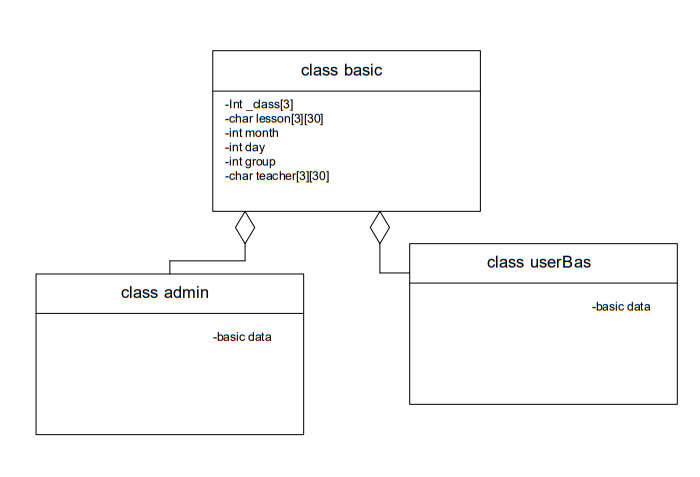 class basic
-Int _class[3]
-char lesson[3][30]
-int month
-int day
-int group
-char teacher[3][30]
class userBas
-basic data
class admin
-basic data